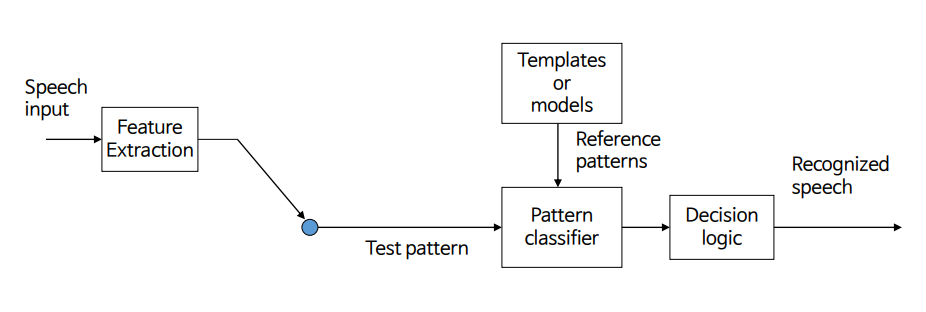 Speech
input
Feature
Extraction
Templates
or
models
Reference
patterns
Test pattern
Pattern
classifier
Decision
logic
Recognized
speech